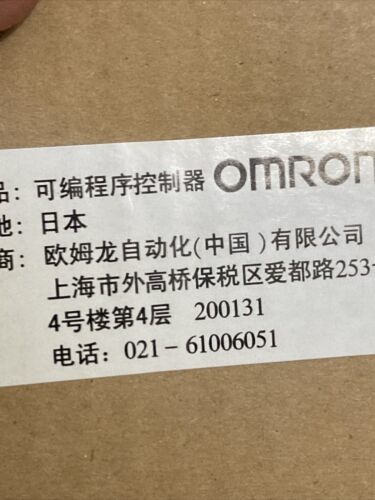 品：可编程序控制器 OMRON
地：日本
商：欧姆龙自动化(中国)有限公司
上海市外高桥保税区爱都路253
4号楼第4层 200131
电话：021-61006051